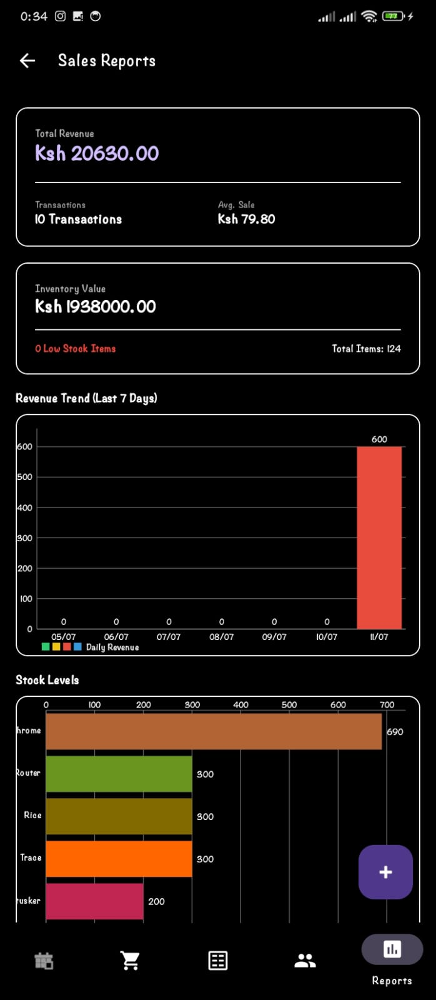 0:34
77
Sales Reports
Total Revenue
Ksh 20630.00
Transactions
Avg. Sale
10 Transactions
Ksh 79.80
Inventory Value
Ksh 1938000.00
0 Low Stock Items
Total Items: 124
Revenue Trend (Last 7 Days)
600
600
500
400
300
200
100
0 0 0 0 0 0
0
05/07 06/07 07/07 08/07 09/07 10/07 11/07
Daily Revenue
Stock Levels
0 100 200 300 400 500 600 700
hrome 690
Router 300
Rice 300
Trace 300
tusker 200
+
Reports